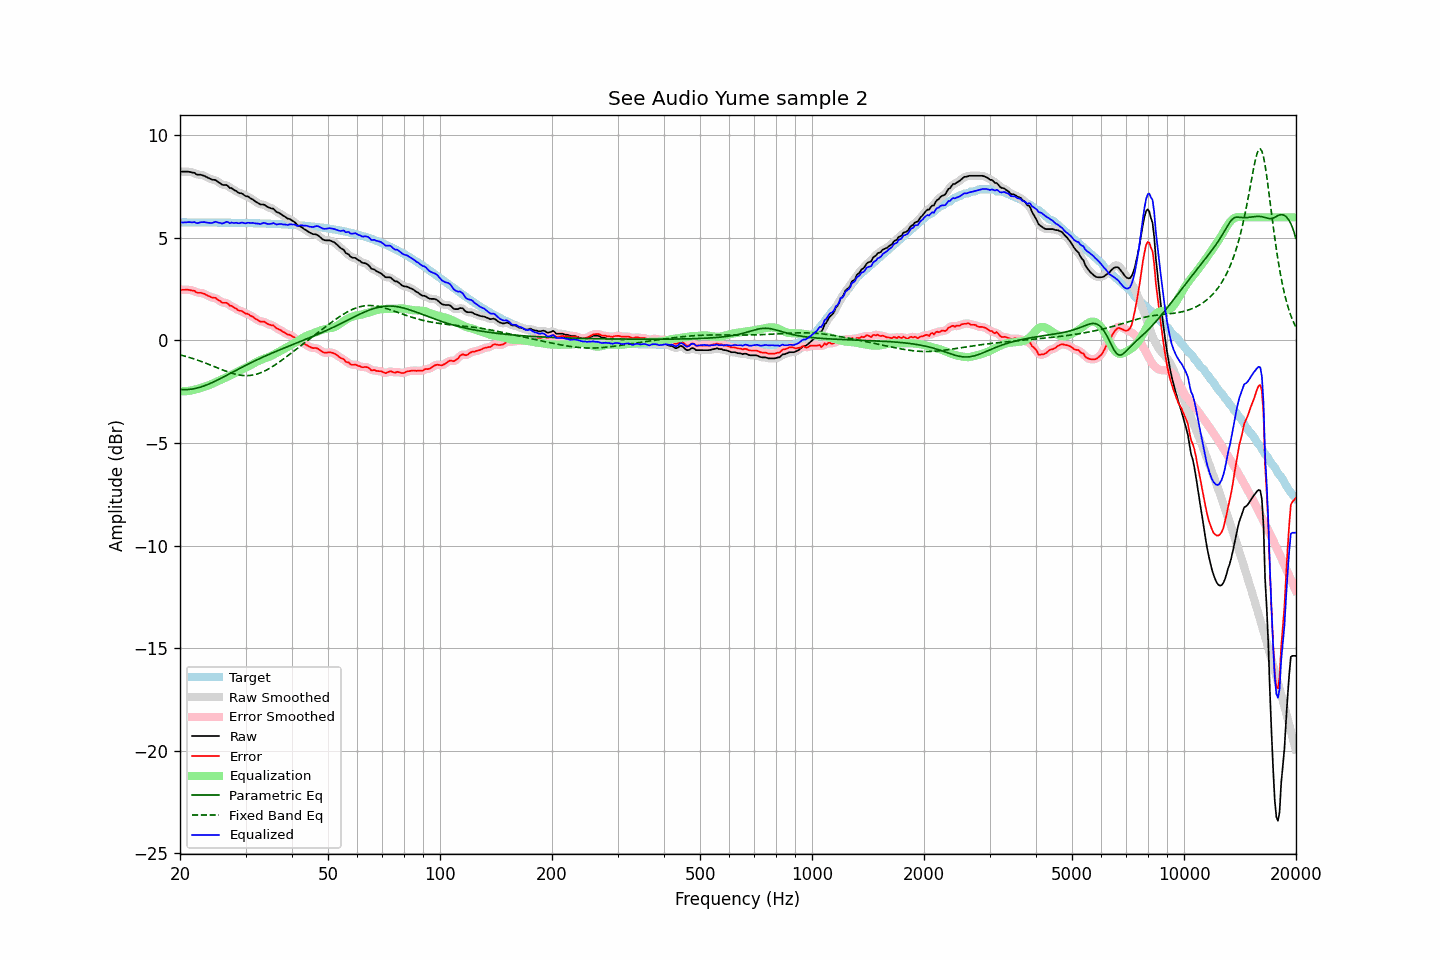 See Audio Yume sample 2
10
5
0
−5
−10
−15
−20
−25
Amplitude (dBr)
Target
Raw Smoothed
Error Smoothed
Raw
Error
Equalization
Parametric Eq
Fixed Band Eq
Equalized
20 50 100 200 500 1000 2000 5000 10000 20000
Frequency (Hz)